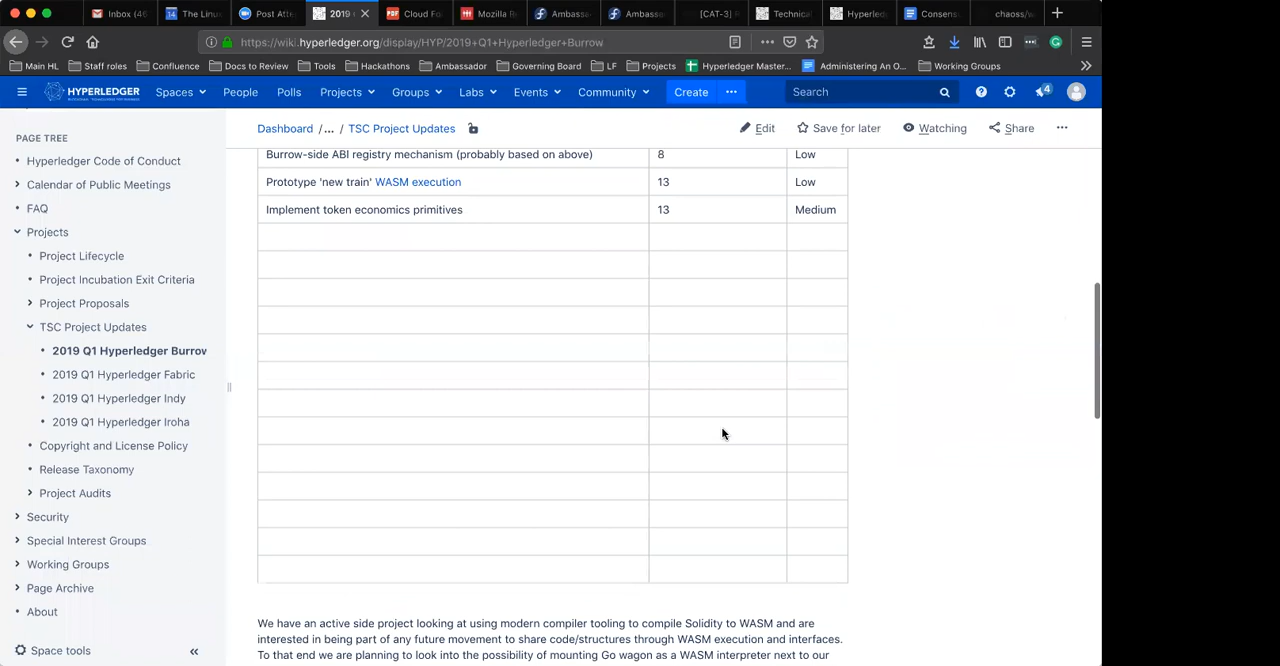 Inbox (46
The Linu
Post Atte
2019
Cloud Fo
Mozilla R
Ambassa
Ambassa
[CAT-3]
Technical
Hyperled
Consens
chaoss/w
https://wiki.hyperledger.org/display/HYP/2019+Q1+Hyperledger+Burrow
Main HL
Staff roles
Confluence
Docs to Review
Tools
Hackathons
Ambassador
Governing Board
LF
Projects
Hyperledger Master...
Administering An O...
Working Groups
HYPERLEDGER
Spaces
People
Polls
Projects
Groups
Labs
Events
Community
Create
Search
4
PAGE TREE
Hyperledger Code of Conduct
Calendar of Public Meetings
FAQ
Projects
Project Lifecycle
Project Incubation Exit Criteria
Project Proposals
TSC Project Updates
2019 Q1 Hyperledger Burrow
2019 Q1 Hyperledger Fabric
2019 Q1 Hyperledger Indy
2019 Q1 Hyperledger Iroha
Copyright and License Policy
Release Taxonomy
Project Audits
Security
Special Interest Groups
Working Groups
Page Archive
About
Space tools
Dashboard /... / TSC Project Updates
Edit
Save for later
Watching
Share
Burrow-side ABI registry mechanism (probably based on above) 8 Low
Prototype 'new train' WASM execution 13 Low
Implement token economics primitives 13 Medium
We have an active side project looking at using modern compiler tooling to compile Solidity to WASM and are
interested in being part of any future movement to share code/structures through WASM execution and interfaces.
To that end we are planning to look into the possibility of mounting Go wagon as a WASM interpreter next to our